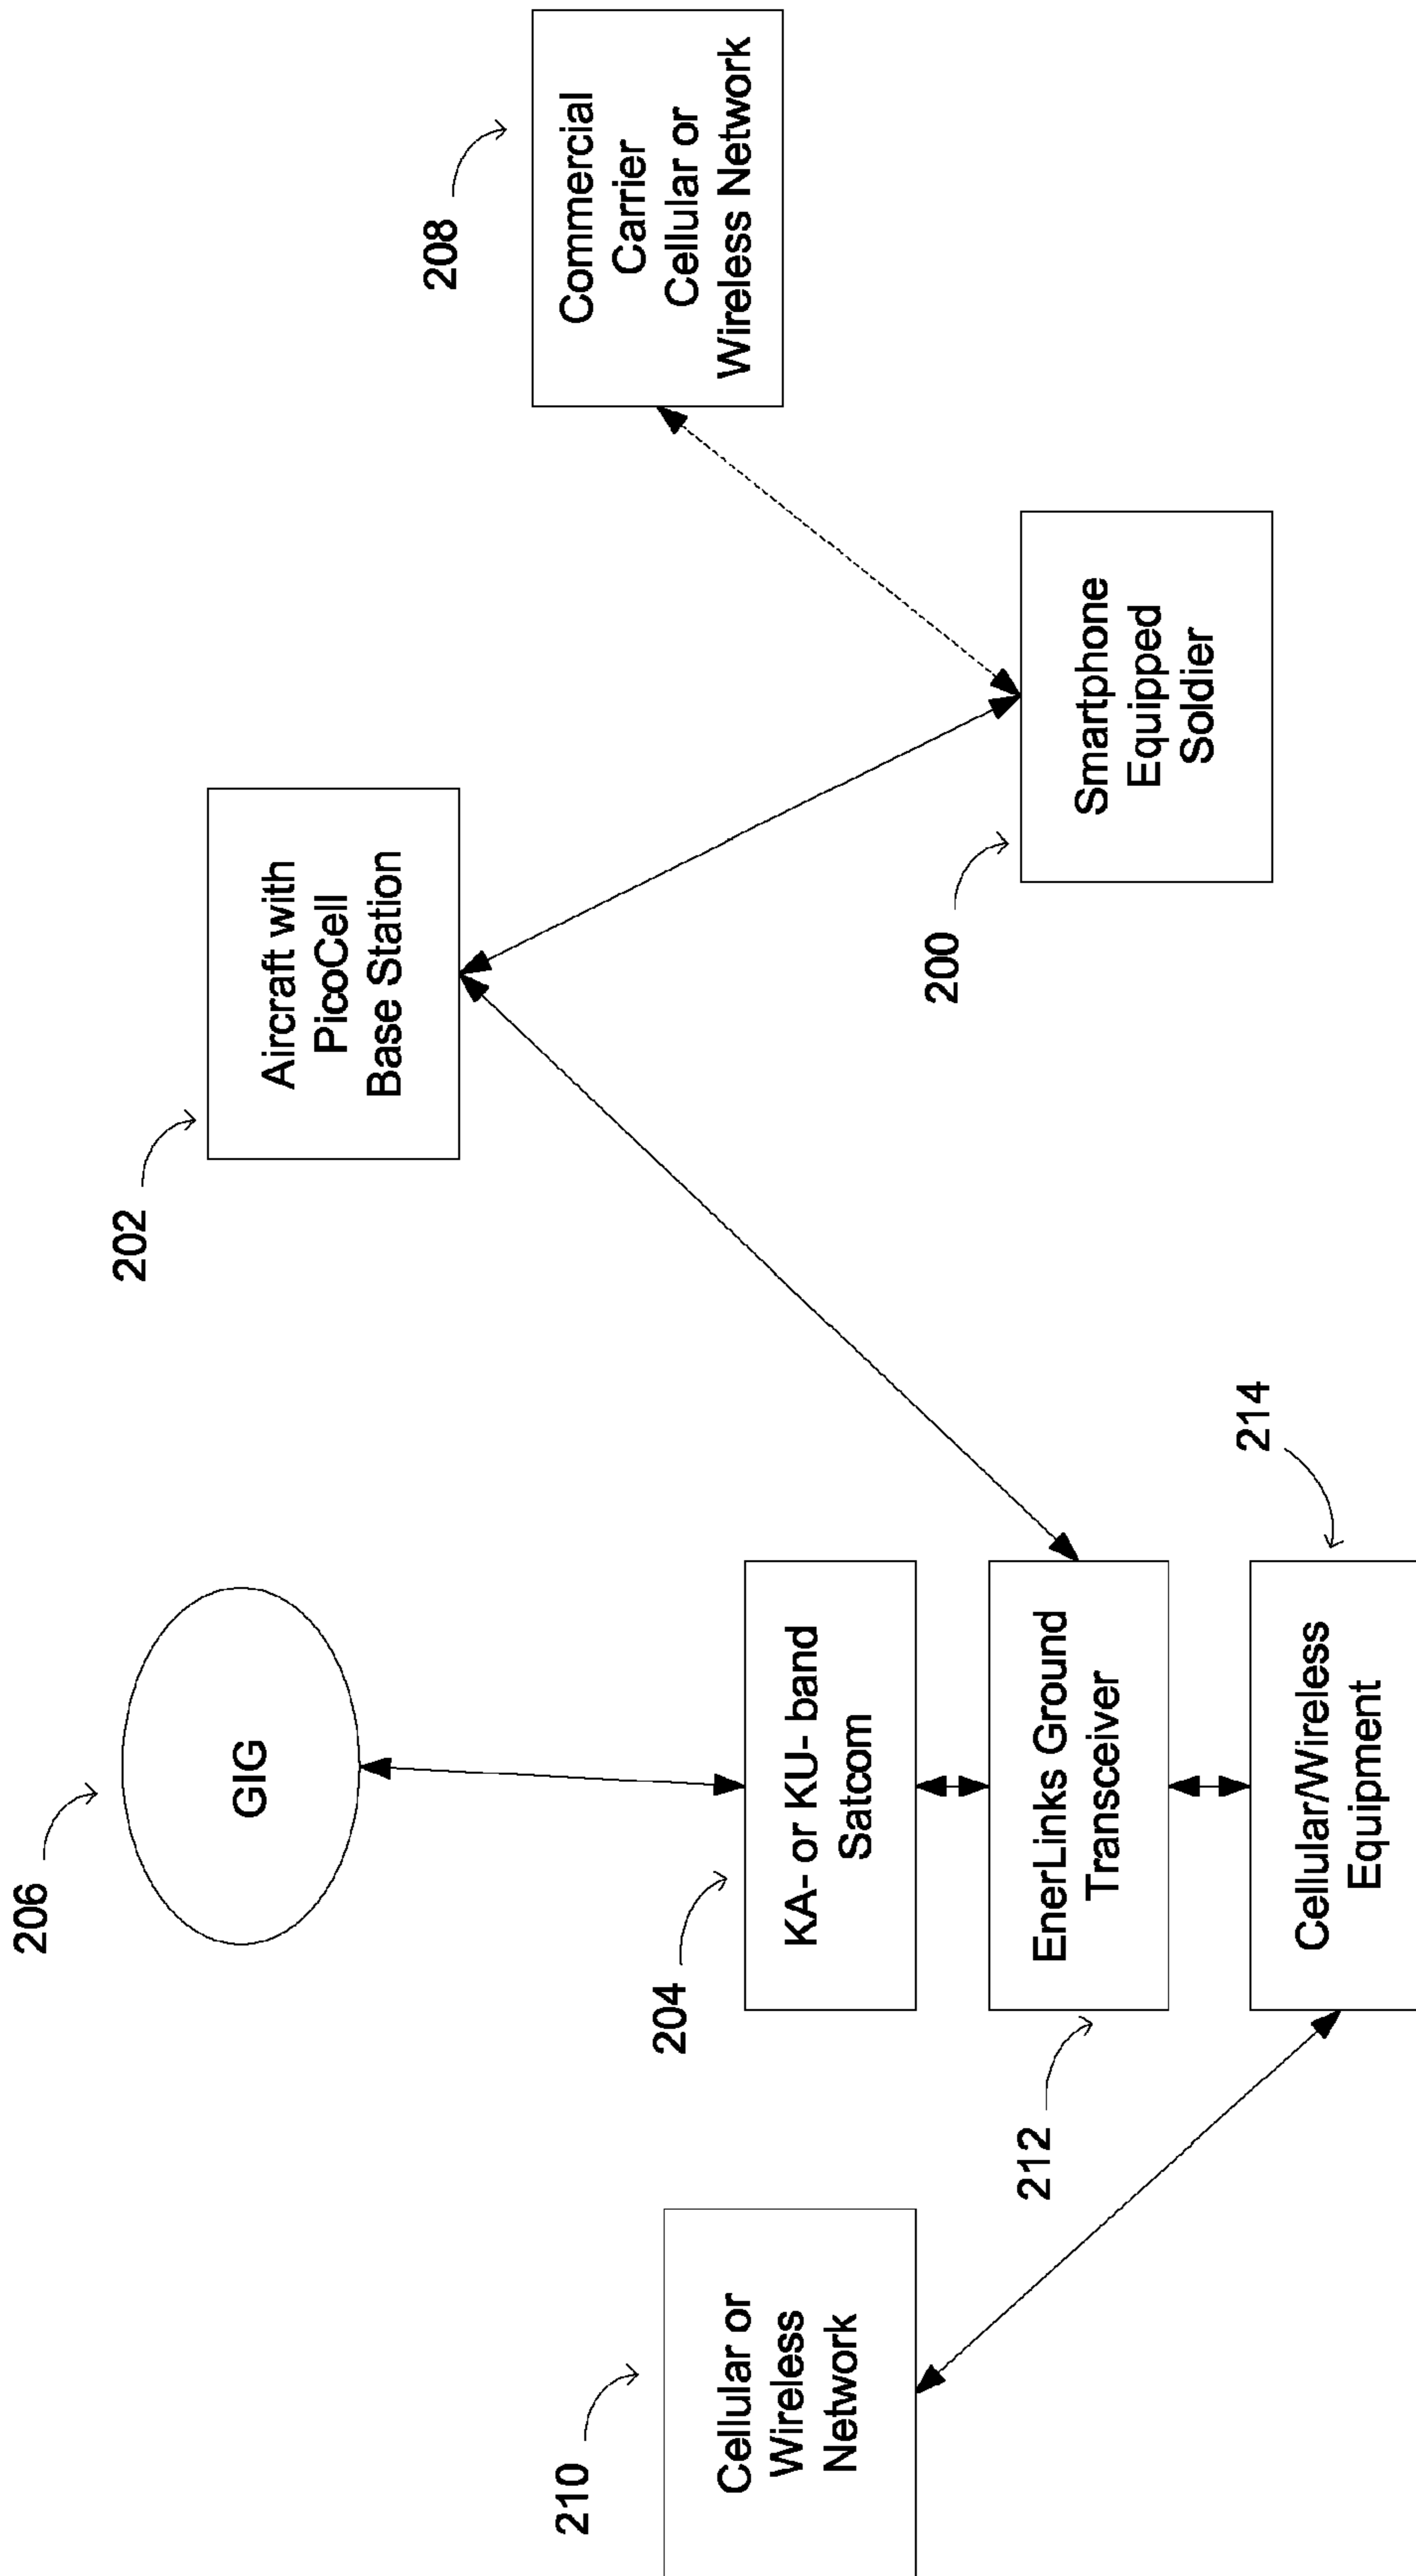 206
GIG
202
Aircraft with
PicoCell
Base Station
208
Commercial
Carrier
Cellular or
Wireless Network
210
Cellular or
Wireless
Network
204
KA- or KU- band
Satcom
212
EnerLinks Ground
Transceiver
214
Cellular/Wireless
Equipment
200
Smartphone
Equipped
Soldier